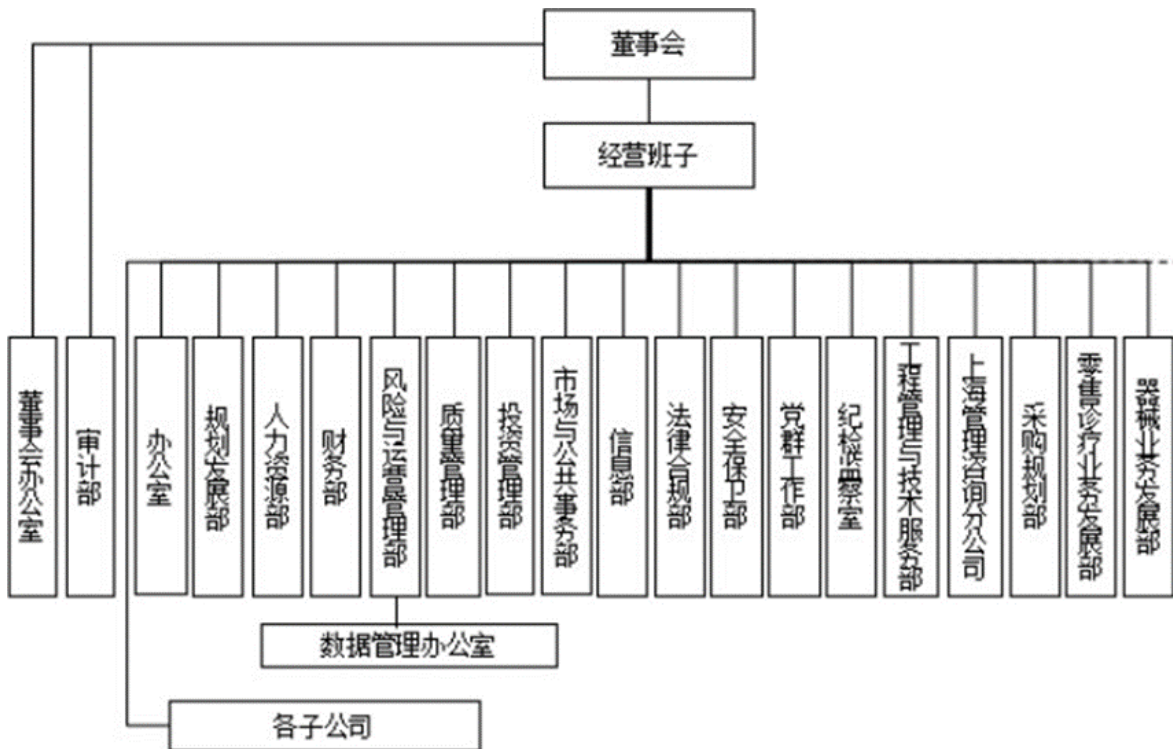 董事会
经营班子
董事会办公室
审计部
办公室
规划发展部
人力资源部
财务部
风险与运营管理部
质量管理部
投资管理部
市场与公共事务部
信息部
法律合规部
安全保卫部
党群工作部
纪检监察室
工程管理与技术服务部
上海管理咨询分公司
采购规划部
零售诊疗业务发展部
器械业务发展部
数据管理办公室
各子公司